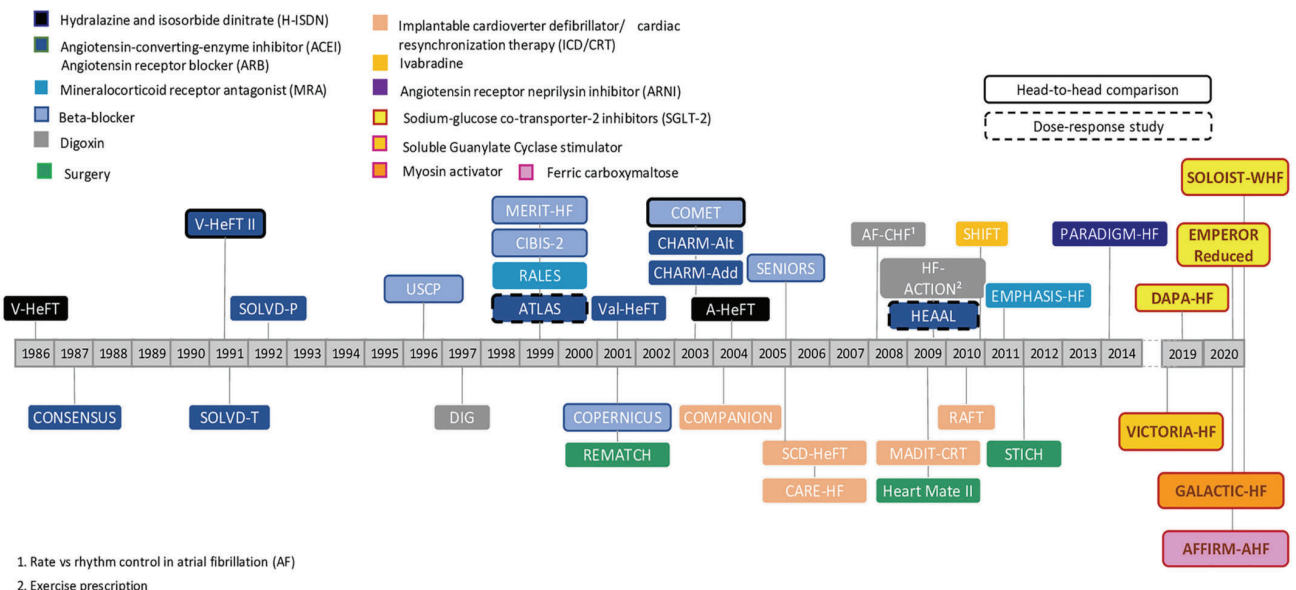 Hydralazine and isosorbide dinitrate (H-ISDN)
Angiotensin-converting-enzyme inhibitor (ACEI)
Angiotensin receptor blocker (ARB)
Mineralocorticoid receptor antagonist (MRA)
Beta-blocker
Digoxin
Surgery
Implantable cardioverter defibrillator/ cardiac
resynchronization therapy (ICD/CRT)
Ivabradine
Angiotensin receptor neprilysin inhibitor (ARNI)
Sodium-glucose co-transporter-2 inhibitors (SGLT-2)
Soluble Guanylate Cyclase stimulator
Myosin activator
Ferric carboxymaltose
Head-to-head comparison
Dose-response study
SOLOIST-WHF
MERIT-HF
COMET
V-HeFT II
AF-CHF¹
SHIFT
PARADIGM-HF
EMPEROR
Reduced
CIBIS-2
CHARM-Alt
RALES
CHARM-Add
SENIORS
HF-
ACTION²
USCP
EMPHASIS-HF
DAPA-HF
V-HeFT
SOLVD-P
ATLAS
Val-HeFT
A-HeFT
HEAAL
1986 1987 1988 1989 1990 1991 1992 1993 1994 1995 1996 1997 1998 1999 2000 2001 2002 2003 2004 2005 2006 2007 2008 2009 2010 2011 2012 2013 2014 2019 2020
CONSENSUS
SOLVD-T
DIG
COPERNICUS
COMPANION
RAFT
VICTORIA-HF
REMATCH
SCD-HeFT
MADIT-CRT
STICH
CARE-HF
Heart Mate II
GALACTIC-HF
AFFIRM-AHF
1. Rate vs rhythm control in atrial fibrillation (AF)
2. Exercise prescription